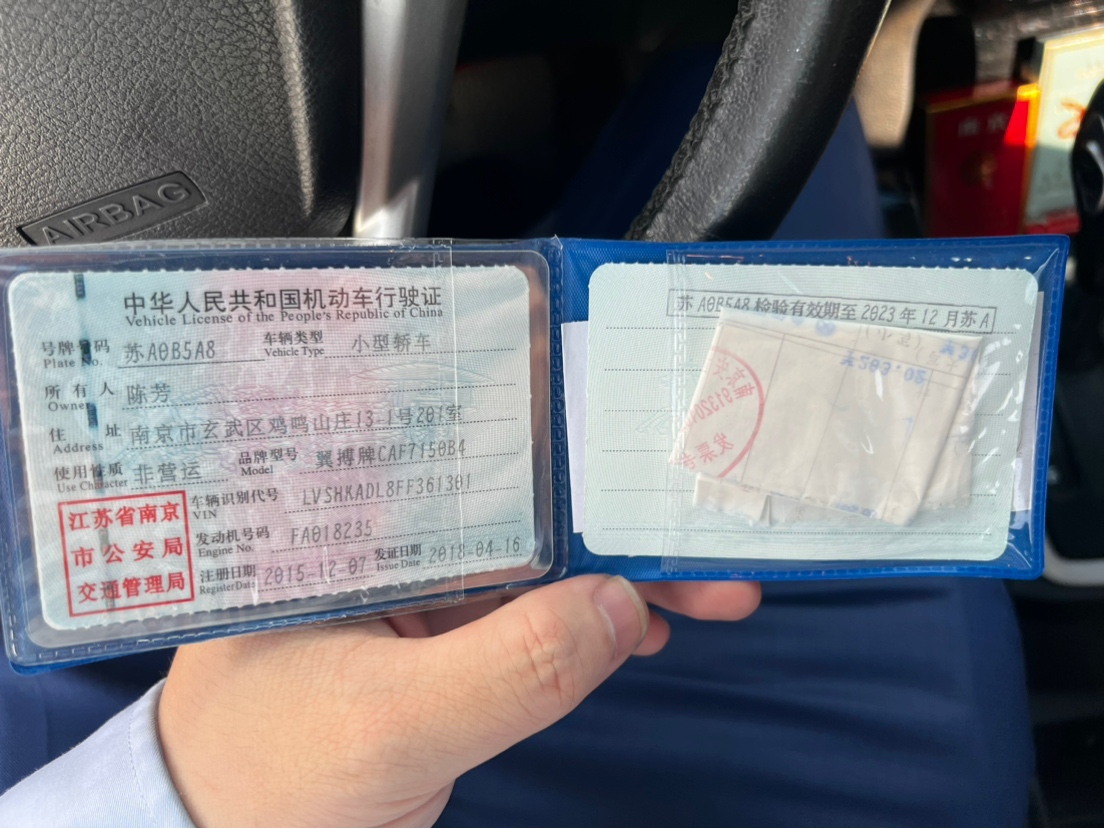 AIRBAG
中华人民共和国机动车行驶证
Vehicle License of the People's Republic of China
号牌号码 苏A0B5A8 车辆类型 小型轿车
Plate No. Vehicle Type
所有人 陈芳
Owner
住址 南京市玄武区鸡鸣山庄13-1号201室
Address
使用性质 非营运 品牌型号 翼搏牌CAF7150B4
Use Character Model
江苏省南京
市公安局
交通管理局
车辆识别代号 LVSHKADL8FF361301
VIN
发动机号码 FA018235
Engine No.
注册日期 2015-12-07 发证日期 2018-04-16
Register Date Issue Date
苏A0B5A8 检验有效期至 2023年12月苏A